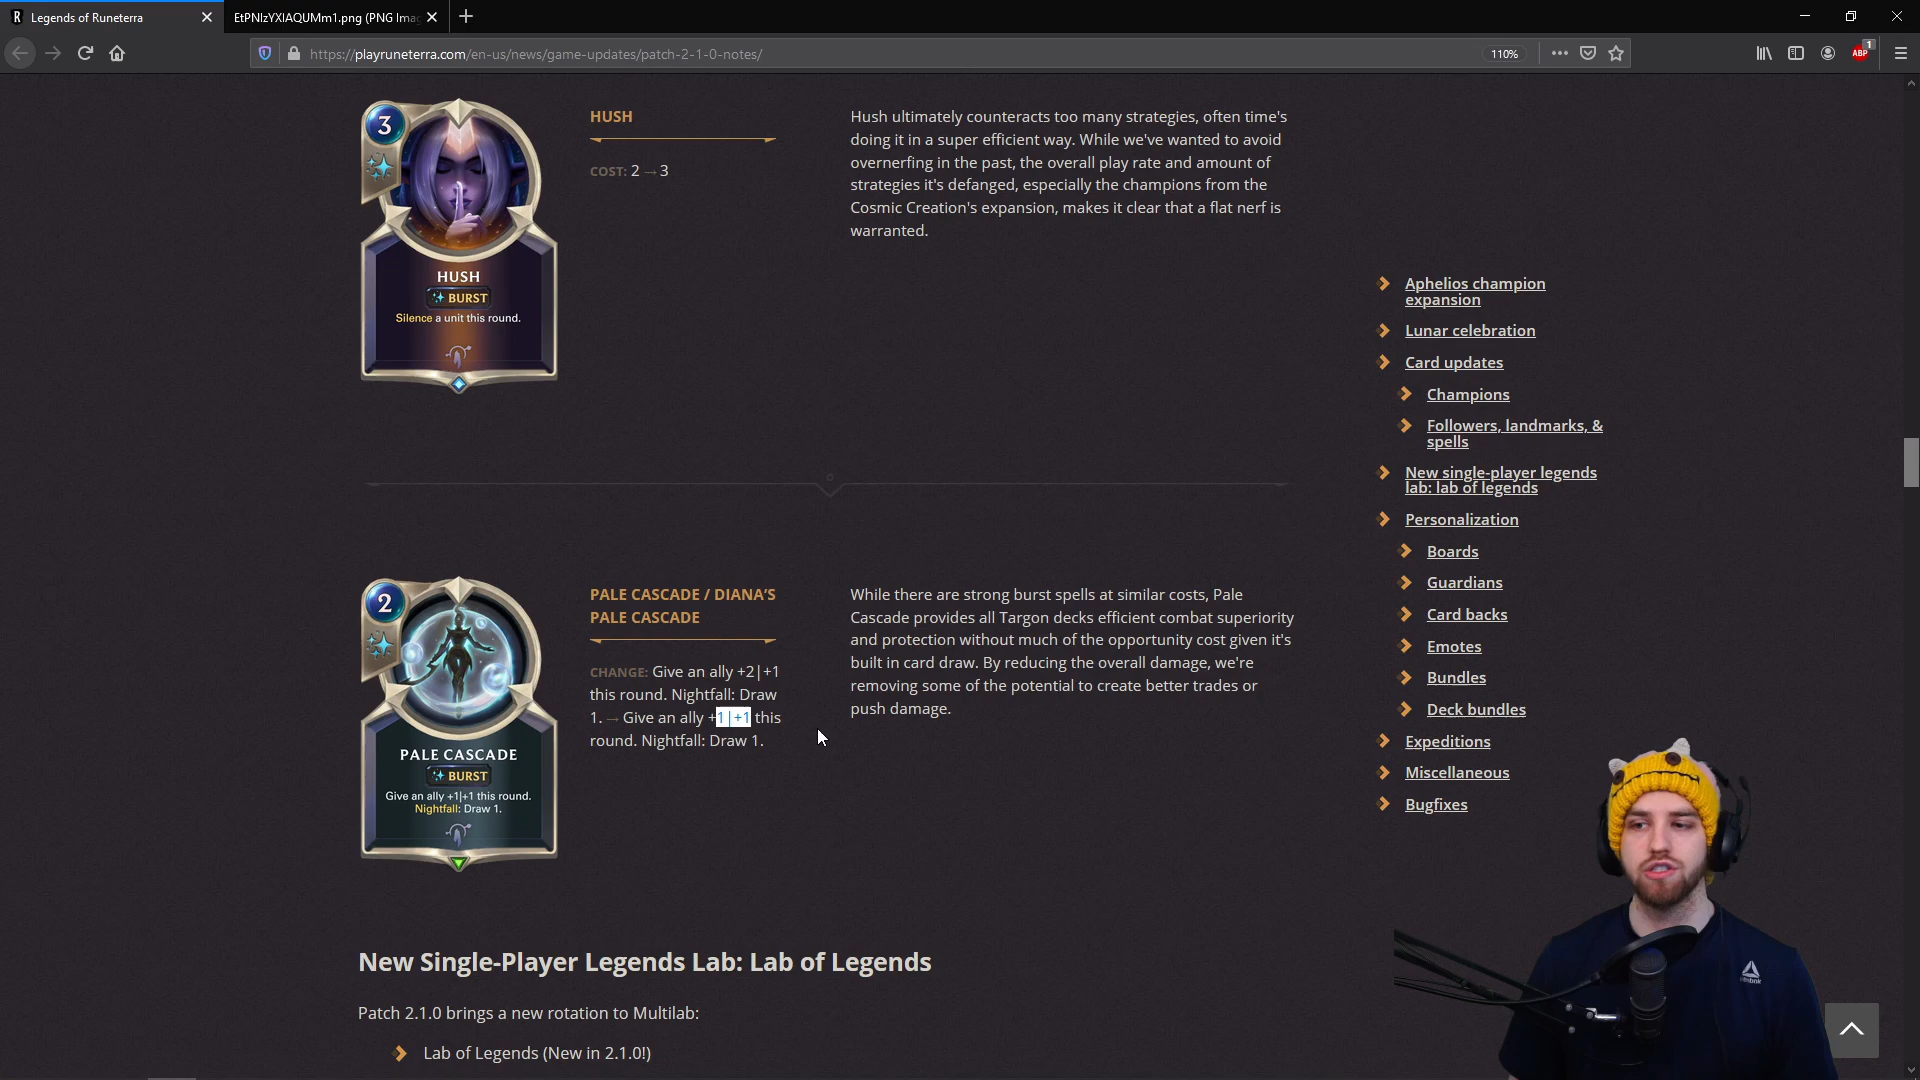 Legends of Runeterra
EtPNIzYXIAQUMm1.png (PNG Ima
https://playruneterra.com/en-us/news/game-updates/patch-2-1-0-notes/
110%
ABP
1
3
HUSH
BURST
Silence a unit this round.
HUSH
COST: 2 → 3
Hush ultimately counteracts too many strategies, often time's
doing it in a super efficient way. While we've wanted to avoid
overnerfing in the past, the overall play rate and amount of
strategies it's defanged, especially the champions from the
Cosmic Creation's expansion, makes it clear that a flat nerf is
warranted.
2
PALE CASCADE
BURST
Give an ally +1|+1 this round.
Nightfall: Draw 1.
PALE CASCADE / DIANA'S
PALE CASCADE
CHANGE: Give an ally +2|+1
this round. Nightfall: Draw
1. → Give an ally +1|+1 this
round. Nightfall: Draw 1.
While there are strong burst spells at similar costs, Pale
Cascade provides all Targon decks efficient combat superiority
and protection without much of the opportunity cost given it's
built in card draw. By reducing the overall damage, we're
removing some of the potential to create better trades or
push damage.
New Single-Player Legends Lab: Lab of Legends
Patch 2.1.0 brings a new rotation to Multilab:
Lab of Legends (New in 2.1.0!)
Aphelios champion
expansion
Lunar celebration
Card updates
Champions
Followers, landmarks, &
spells
New single-player legends
lab: lab of legends
Personalization
Boards
Guardians
Card backs
Emotes
Bundles
Deck bundles
Expeditions
Miscellaneous
Bugfixes
Reebok